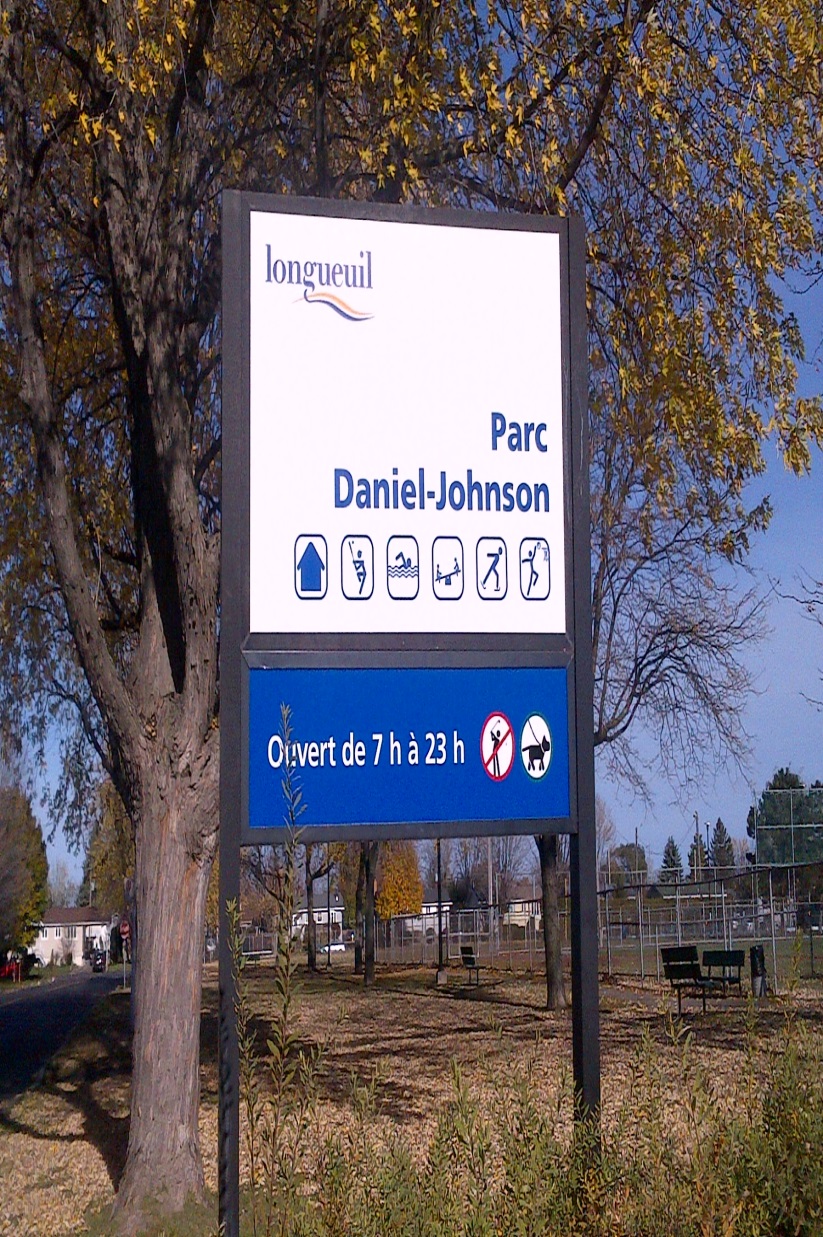 longueuil
Parc
Daniel-Johnson
Ouvert de 7 h à 23 h